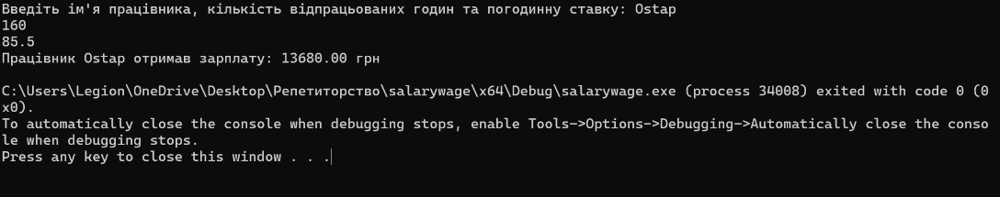 Введіть ім'я працівника, кількість відпрацьованих годин та погодинну ставку: Ostap
160
85.5
Працівник Ostap отримав зарплату: 13680.00 грн
C:\Users\Legion\OneDrive\Desktop\Репетиторство\salarywage\x64\Debug\salarywage.exe (process 34008) exited with code 0 (0
x0).
To automatically close the console when debugging stops, enable Tools->Options->Debugging->Automatically close the conso
le when debugging stops.
Press any key to close this window . . .